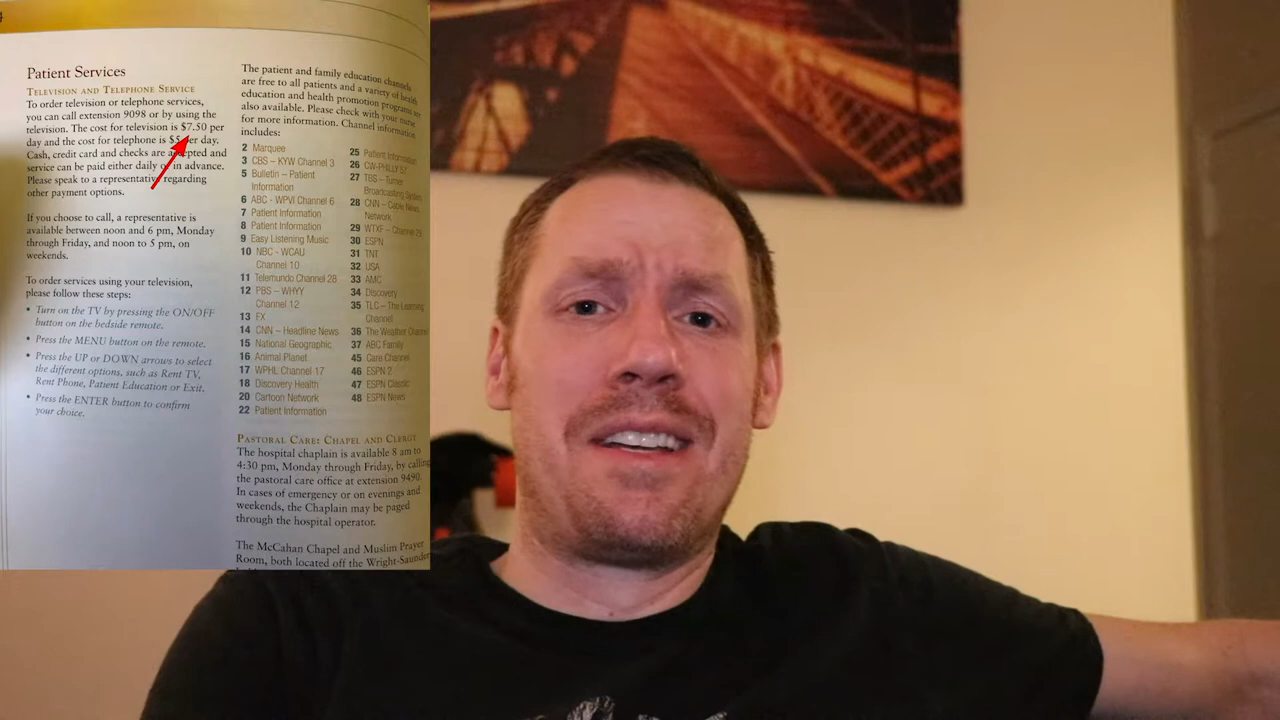 4
Patient Services
TELEVISION AND TELEPHONE SERVICE
To order television or telephone services,
you can call extension 9098 or by using the
television. The cost for television is $7.50 per
day and the cost for telephone is $5 per day.
Cash, credit card and checks are accepted and
service can be paid either daily or in advance.
Please speak to a representative regarding
other payment options.
If you choose to call, a representative is
available between noon and 6 pm, Monday
through Friday, and noon to 5 pm, on
weekends.
To order services using your television,
please follow these steps:
• Turn on the TV by pressing the ON/OFF
button on the bedside remote.
• Press the MENU button on the remote.
• Press the UP or DOWN arrows to select
the different options, such as Rent TV,
Rent Phone, Patient Education or Exit.
• Press the ENTER button to confirm
your choice.
The patient and family education channels
are free to all patients and a variety of health
education and health promotion programs are
also available. Please check with your nurse
for more information. Channel information
includes:
2 Marquee
3 CBS – KYW Channel 3
5 Bulletin – Patient
Information
6 ABC - WPVI Channel 6
7 Patient Information
8 Patient Information
9 Easy Listening Music
10 NBC - WCAU
Channel 10
11 Telemundo Channel 28
12 PBS – WHYY
Channel 12
13 FX
14 CNN – Headline News
15 National Geographic
16 Animal Planet
17 WPHL Channel 17
18 Discovery Health
20 Cartoon Network
22 Patient Information
25 Patient Information
26 CW-PHILLY 57
27 TBS – Turner
Broadcasting System
28 CNN – Cable News
Network
29 WTXF – Channel 29
30 ESPN
31 TNT
32 USA
33 AMC
34 Discovery
35 TLC – The Learning
Channel
36 The Weather Channel
37 ABC Family
45 Care Channel
46 ESPN 2
47 ESPN Classic
48 ESPN News
PASTORAL CARE: CHAPEL AND CLERGY
The hospital chaplain is available 8 am to
4:30 pm, Monday through Friday, by calling
the pastoral care office at extension 9490.
In cases of emergency or on evenings and
weekends, the Chaplain may be paged
through the hospital operator.
The McCahan Chapel and Muslim Prayer
Room, both located off the Wright-Saunders